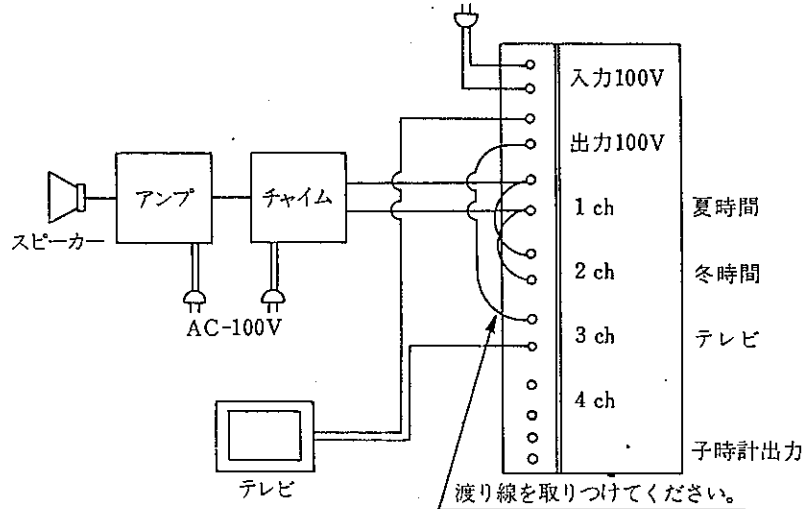 入力100V
出力100V
1 ch 夏時間
2 ch 冬時間
3 ch テレビ
4 ch
子時計出力
アンプ
チャイム
スピーカー
AC-100V
テレビ
渡り線を取りつけてください。